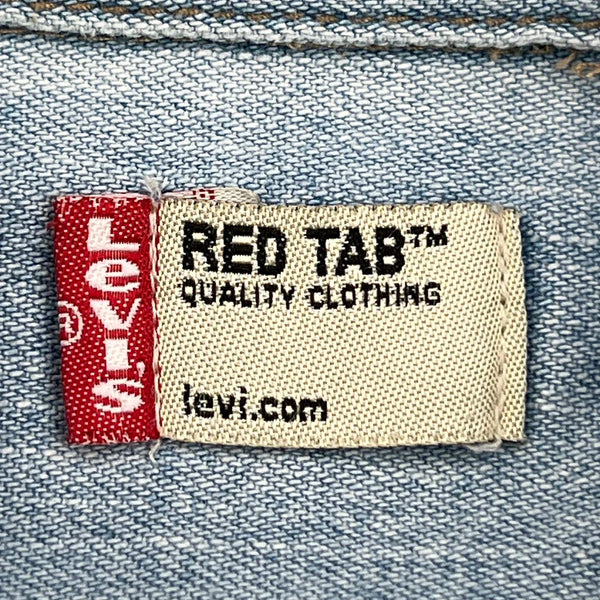 Levi's
®
RED TAB™
QUALITY CLOTHING
levi.com